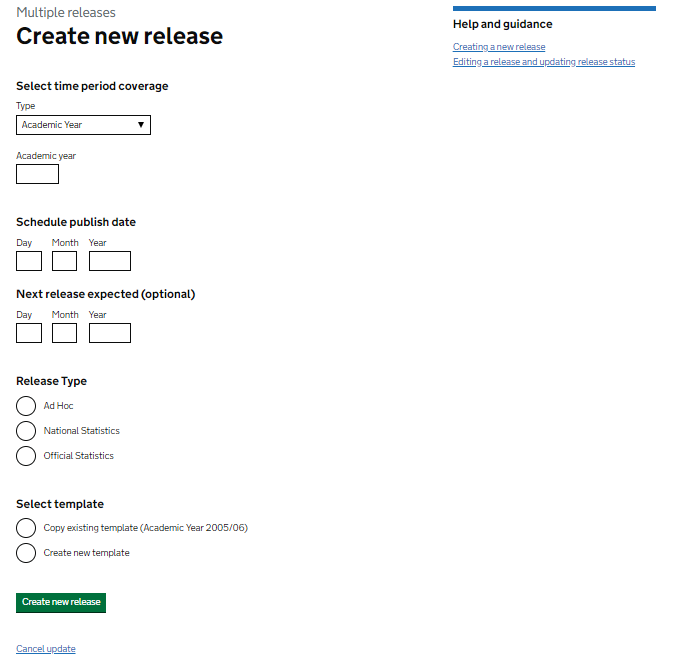 Multiple releases
Create new release
Select time period coverage
Type
Academic Year
Academic year
Schedule publish date
Day Month Year
Next release expected (optional)
Day Month Year
Release Type
Ad Hoc
National Statistics
Official Statistics
Select template
Copy existing template (Academic Year 2005/06)
Create new template
Create new release
Cancel update
Help and guidance
Creating a new release
Editing a release and updating release status